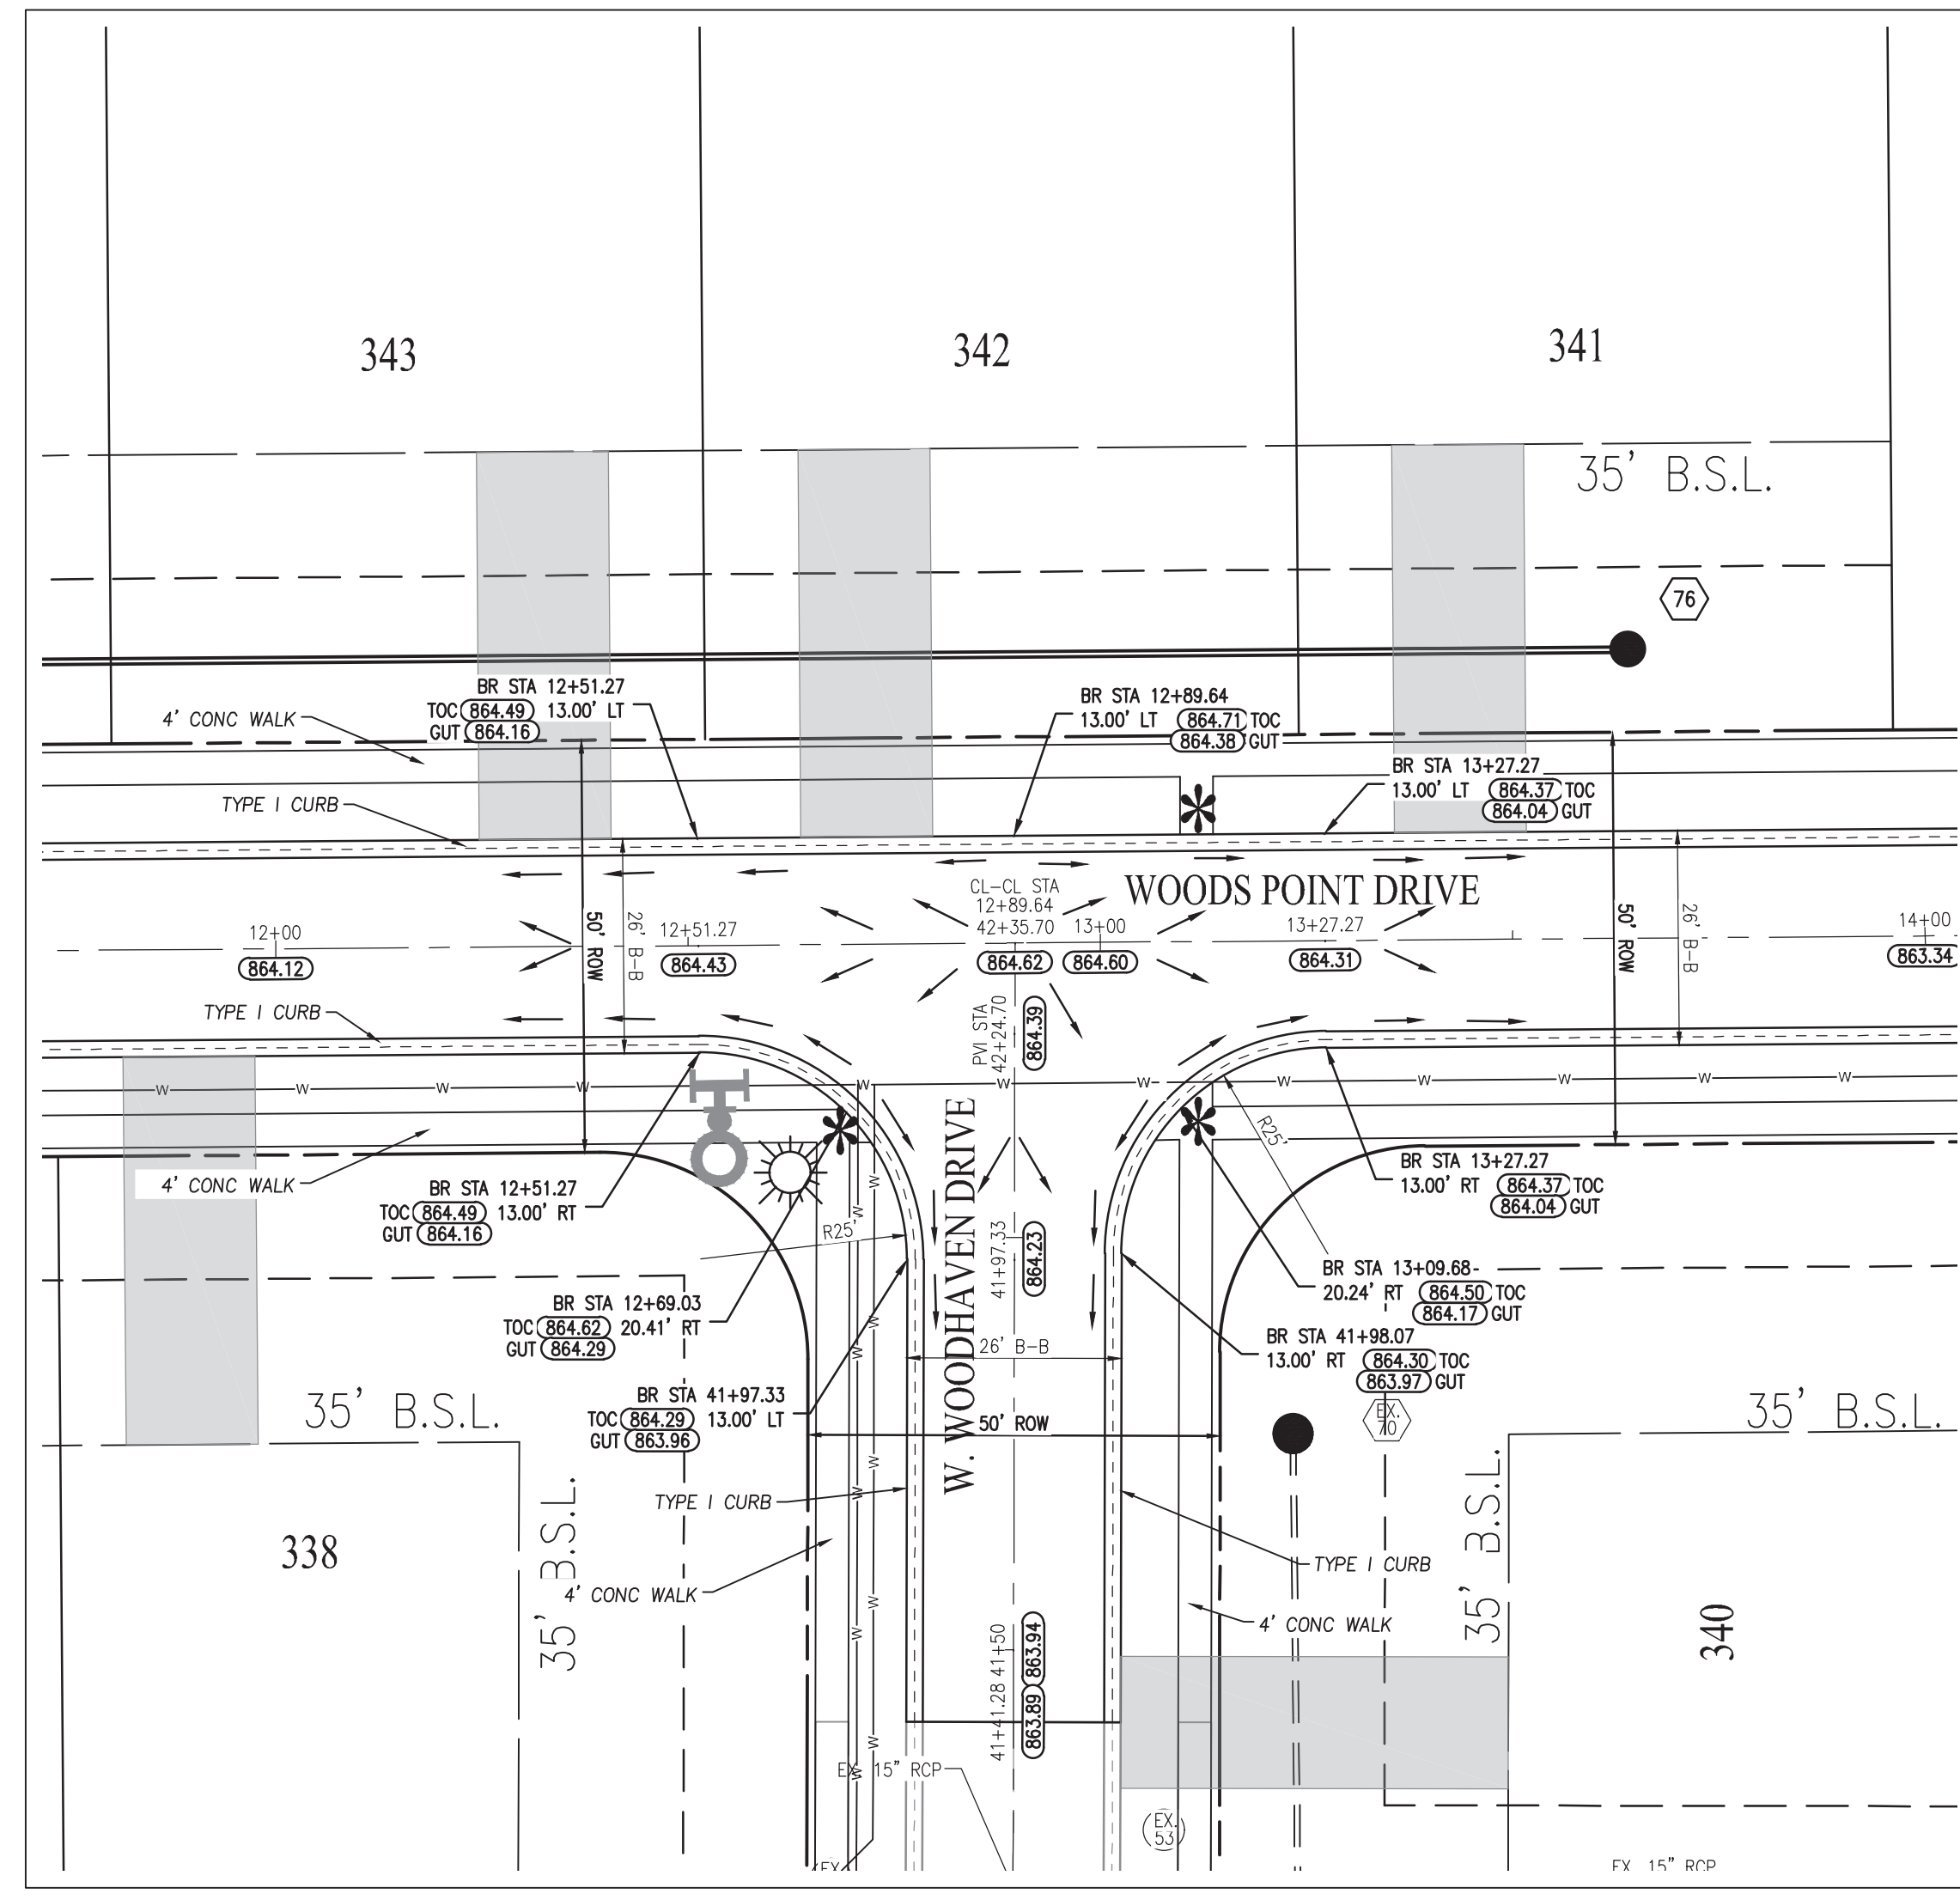 343
342
341
35' B.S.L.
76
BR STA 12+51.27
TOC 864.49 13.00' LT
GUT 864.16
4' CONC WALK
BR STA 12+89.64
13.00' LT 864.71 TOC
864.38 GUT
BR STA 13+27.27
13.00' LT 864.37 TOC
864.04 GUT
TYPE I CURB
WOODS POINT DRIVE
CL-CL STA
12+89.64
42+35.70
864.62
12+00
864.12
50' ROW
26' B-B
12+51.27
864.43
13+00
864.60
13+27.27
864.31
50' ROW
26' B-B
14+00
863.34
TYPE I CURB
PVI STA
42+24.70
864.39
W W W W W W W W W W W W W
R25'
4' CONC WALK
BR STA 12+51.27
TOC 864.49 13.00' RT
GUT 864.16
BR STA 13+27.27
13.00' RT 864.37 TOC
864.04 GUT
W. WOODHAVEN DRIVE
R25'
41+97.33
864.23
BR STA 13+09.68
20.24' RT 864.50 TOC
864.17 GUT
BR STA 12+69.03
TOC 864.62 20.41' RT
GUT 864.29
26' B-B
BR STA 41+98.07
13.00' RT 864.30 TOC
863.97 GUT
BR STA 41+97.33
TOC 864.29 13.00' LT
GUT 863.96
50' ROW
EX.
70
35' B.S.L.
35' B.S.L.
W W W W W W W W W W W
TYPE I CURB
338
35' B.S.L.
35' B.S.L.
TYPE I CURB
4' CONC WALK
4' CONC WALK
340
41+50
863.94
41+41.28
863.89
EX. 15" RCP
EX.
53
EX
EX. 15" RCP